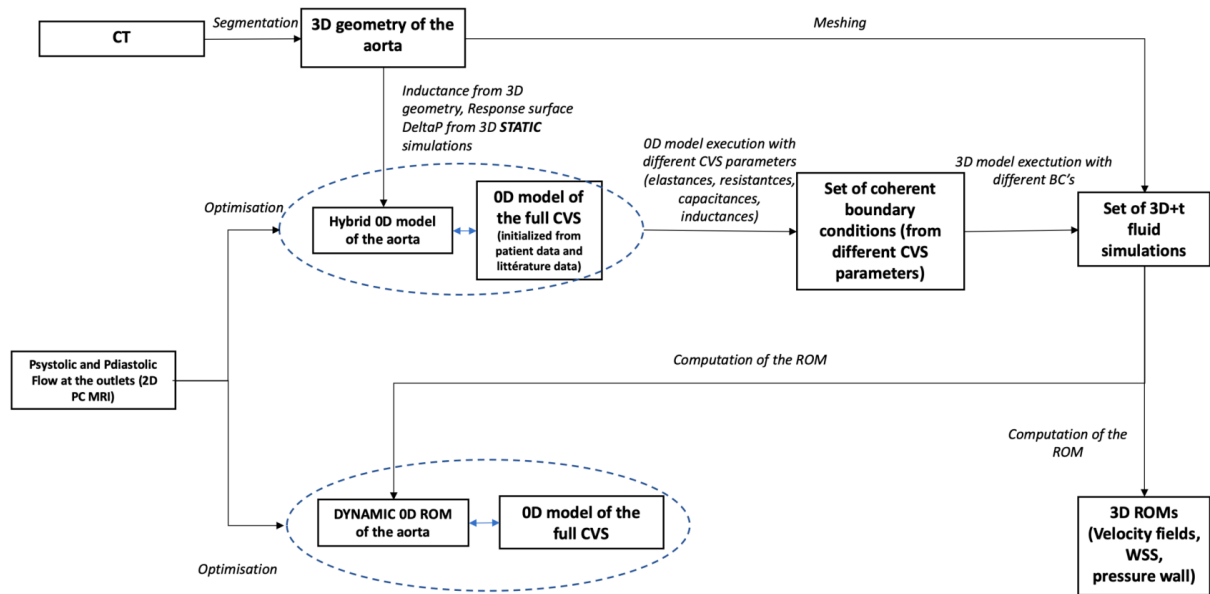 CT
Segmentation
3D geometry of the
aorta
Meshing
Inductance from 3D
geometry, Response surface
DeltaP from 3D STATIC
simulations
Optimisation
Hybrid 0D model
of the aorta
0D model of
the full CVS
(initialized from
patient data and
littérature data)
0D model execution with
different CVS parameters
(elastances, resistantces,
capacitances,
inductances)
Set of coherent
boundary
conditions (from
different CVS
parameters)
3D model exectution with
different BC's
Set of 3D+t
fluid
simulations
Psystolic and Pdiastolic
Flow at the outlets (2D
PC MRI)
Computation of the ROM
Computation of the
ROM
DYNAMIC 0D ROM
of the aorta
0D model of the
full CVS
Optimisation
3D ROMs
(Velocity fields,
WSS,
pressure wall)